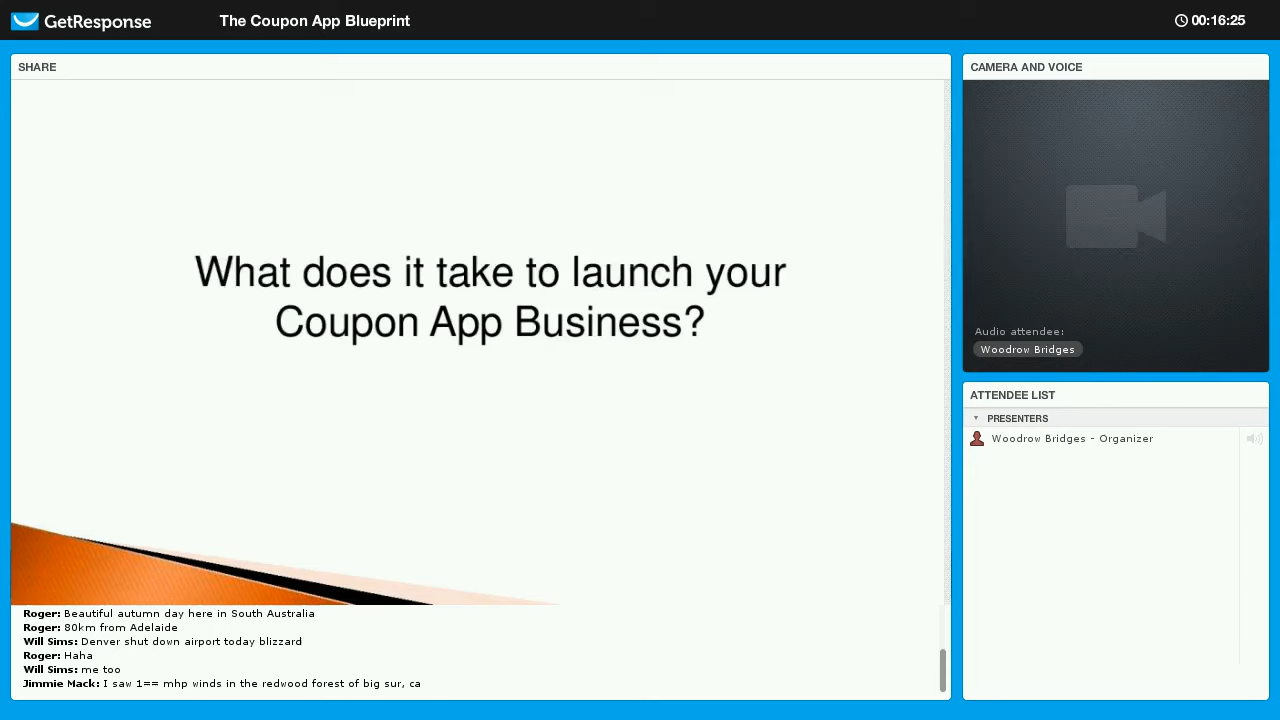 GetResponse
The Coupon App Blueprint
00:16:25
SHARE
What does it take to launch your
Coupon App Business?
Roger: Beautiful autumn day here in South Australia
Roger: 80km from Adelaide
Will Sims: Denver shut down airport today blizzard
Roger: Haha
Will Sims: me too
Jimmie Mack: I saw 1== mhp winds in the redwood forest of big sur, ca
CAMERA AND VOICE
Audio attendee:
Woodrow Bridges
ATTENDEE LIST
PRESENTERS
Woodrow Bridges - Organizer